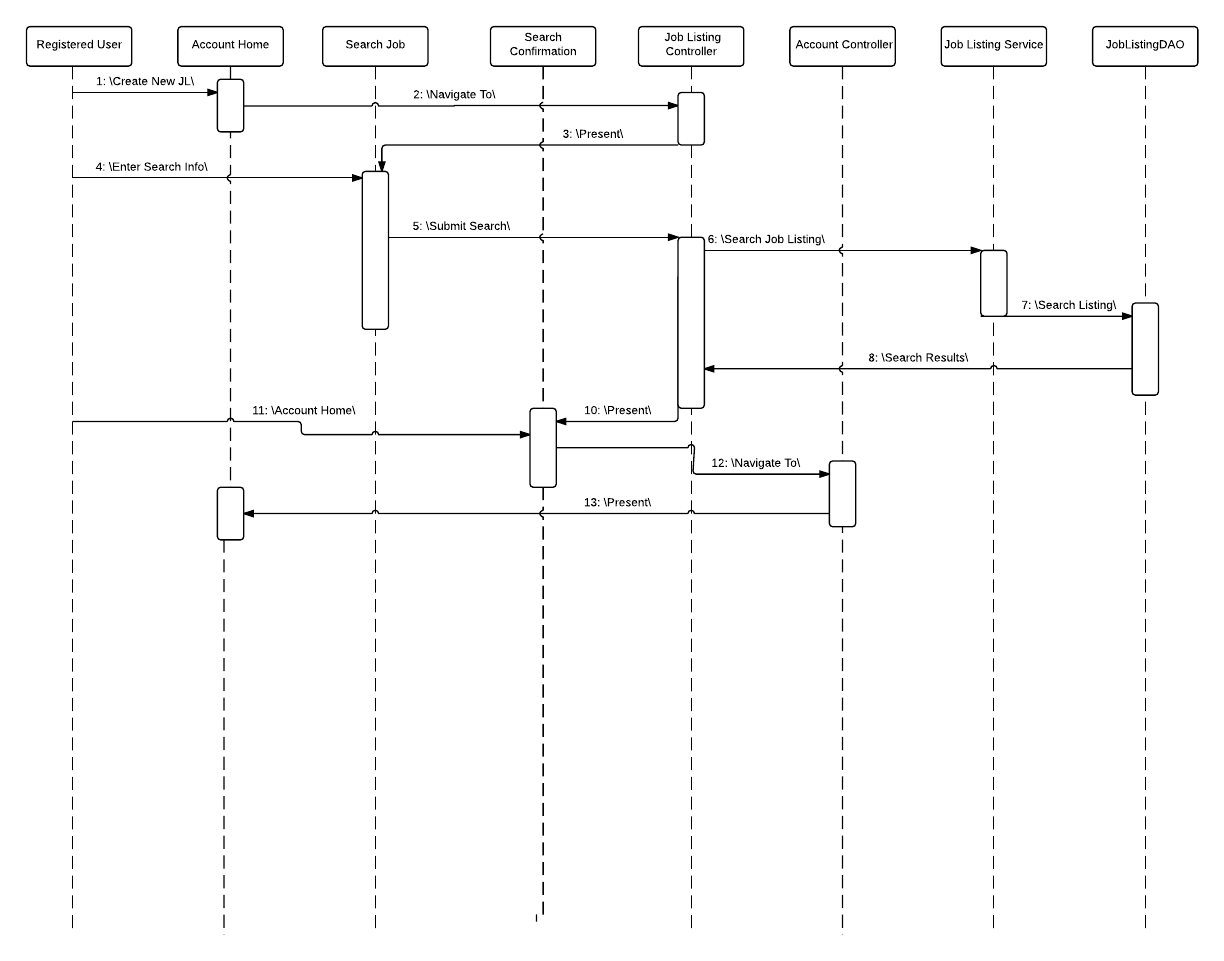 Registered User
Account Home
Search Job
Search
Confirmation
Job Listing
Controller
Account Controller
Job Listing Service
JobListingDAO
1: \Create New JL\
2: \Navigate To\
3: \Present\
4: \Enter Search Info\
5: \Submit Search\
6: \Search Job Listing\
7: \Search Listing\
8: \Search Results\
11: \Account Home\
10: \Present\
12: \Navigate To\
13: \Present\